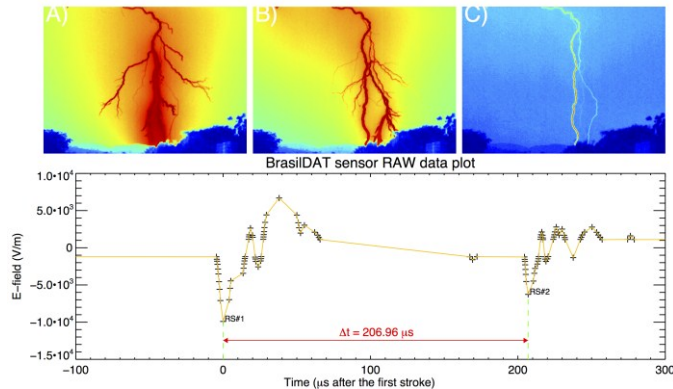 A) B) C)
BrasilDAT sensor RAW data plot
1.0•10⁴
5.0•10³
0
-5.0•10³
-1.0•10⁴
-1.5•10⁴
E-field (V/m)
RS#1
RS#2
Δt = 206.96 μs
-100 0 100 200 300
Time (μs after the first stroke)